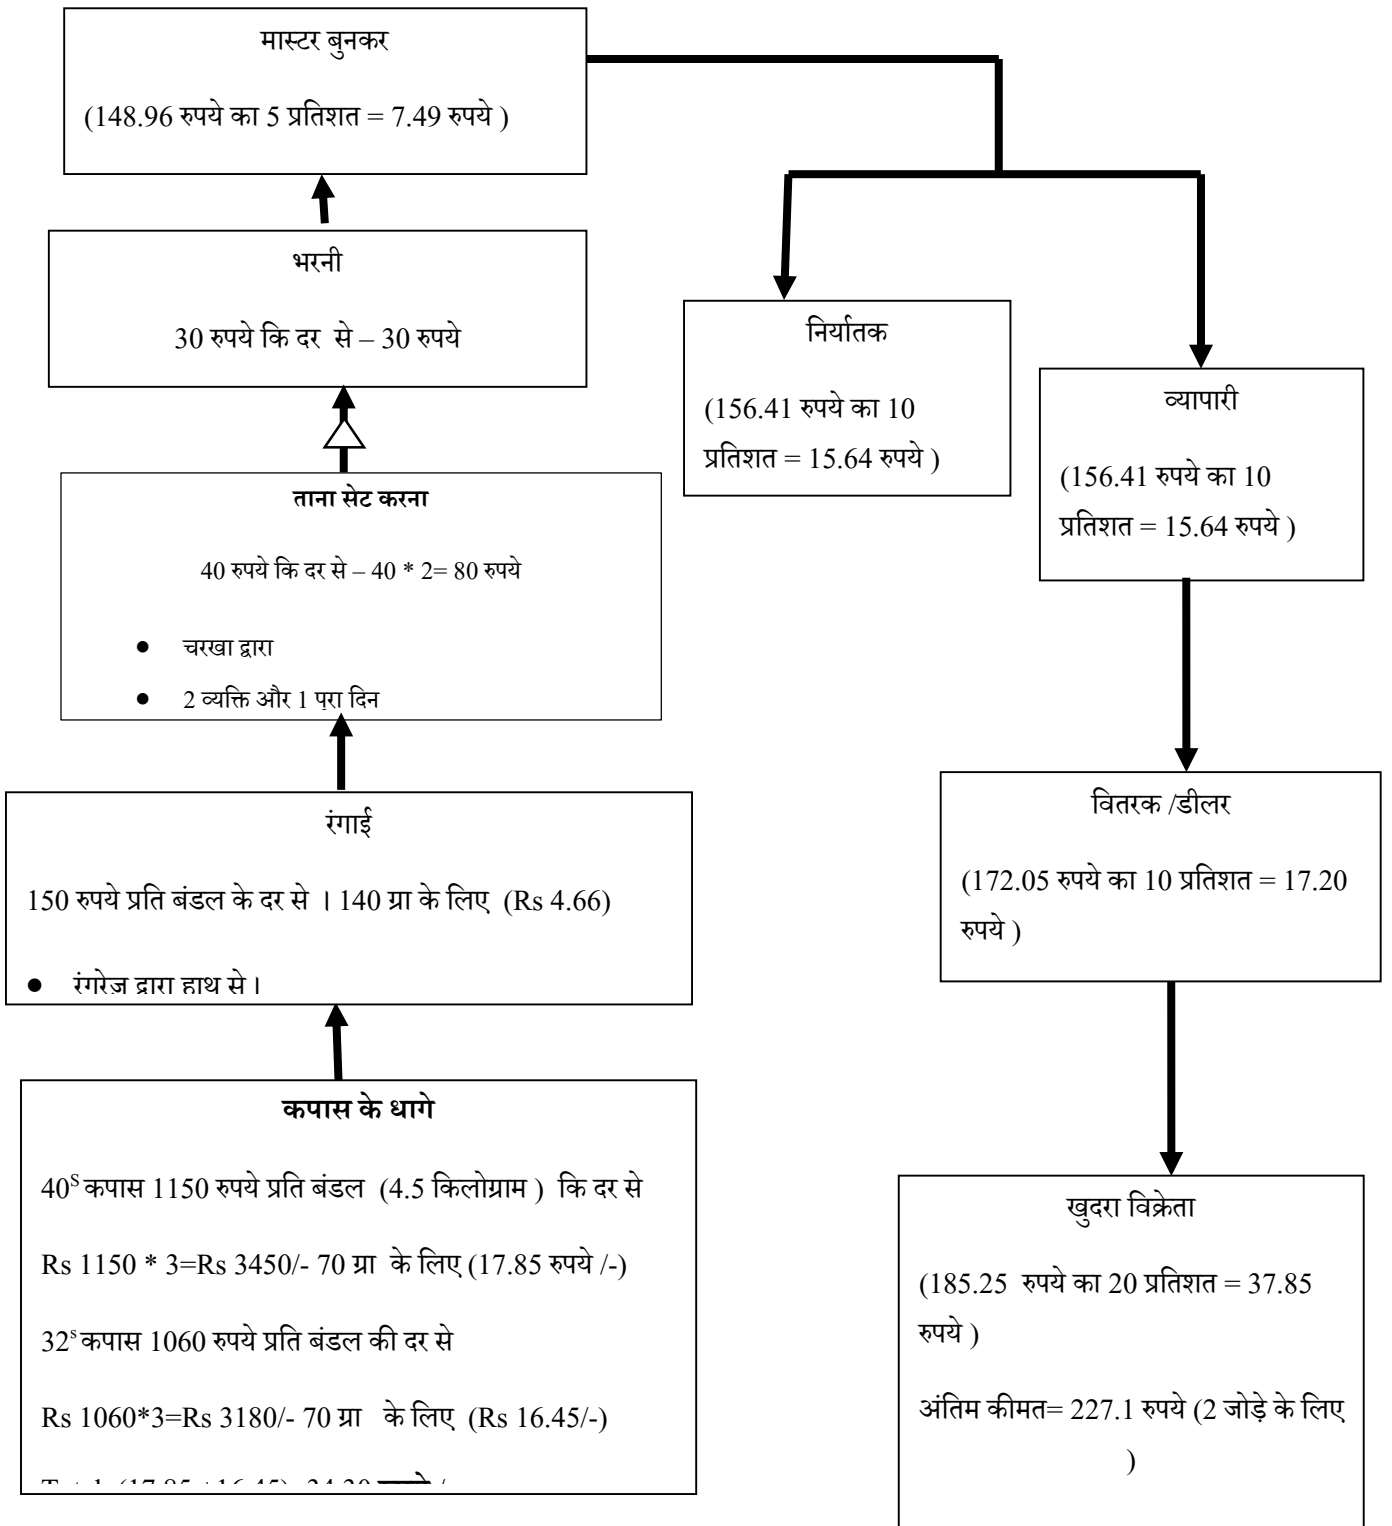 मास्टर बुनकर
(148.96 रुपये का 5 प्रतिशत = 7.49 रुपये )
भरनी
30 रुपये कि दर से – 30 रुपये
ताना सेट करना
40 रुपये कि दर से – 40 * 2= 80 रुपये
● चरखा द्वारा
● 2 व्यक्ति और 1 पूरा दिन
रंगाई
150 रुपये प्रति बंडल के दर से । 140 ग्रा के लिए (Rs 4.66)
● रंगरेज द्वारा हाथ से ।
कपास के धागे
40ˢ कपास 1150 रुपये प्रति बंडल (4.5 किलोग्राम ) कि दर से
Rs 1150 * 3=Rs 3450/- 70 ग्रा के लिए (17.85 रुपये /-)
32ˢ कपास 1060 रुपये प्रति बंडल की दर से
Rs 1060*3=Rs 3180/- 70 ग्रा के लिए (Rs 16.45/-)
निर्यातक
(156.41 रुपये का 10
प्रतिशत = 15.64 रुपये )
व्यापारी
(156.41 रुपये का 10
प्रतिशत = 15.64 रुपये )
वितरक /डीलर
(172.05 रुपये का 10 प्रतिशत = 17.20
रुपये )
खुदरा विक्रेता
(185.25 रुपये का 20 प्रतिशत = 37.85
रुपये )
अंतिम कीमत= 227.1 रुपये (2 जोड़े के लिए
)